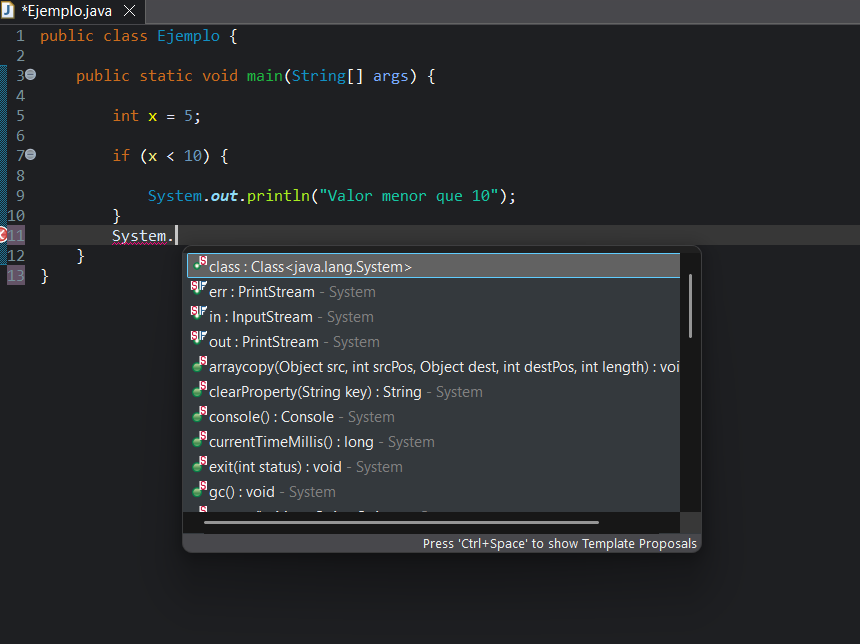 *Ejemplo.java
1 public class Ejemplo {
2
3 public static void main(String[] args) {
4
5 int x = 5;
6
7 if (x < 10) {
8
9 System.out.println("Valor menor que 10");
10 }
11 System.
12 }
13 }
class : Class<java.lang.System>
err : PrintStream - System
in : InputStream - System
out : PrintStream - System
arraycopy(Object src, int srcPos, Object dest, int destPos, int length) : voi
clearProperty(String key) : String - System
console() : Console - System
currentTimeMillis() : long - System
exit(int status) : void - System
gc() : void - System
Press 'Ctrl+Space' to show Template Proposals